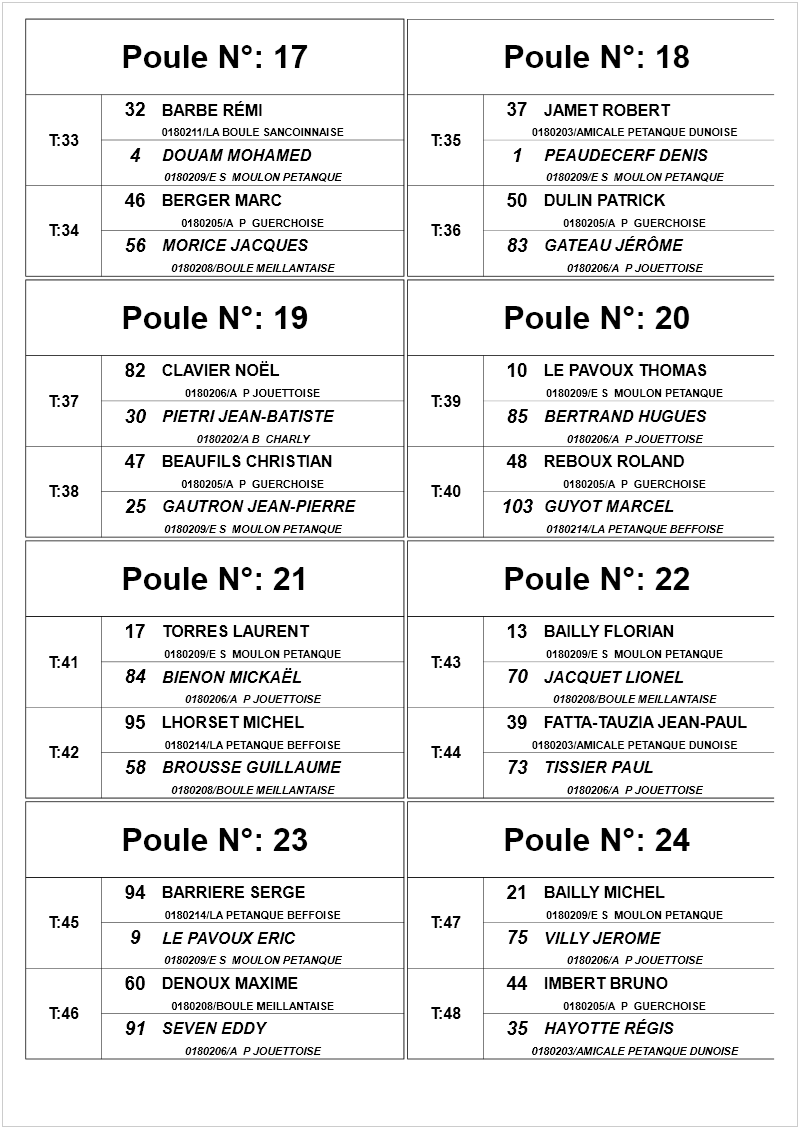 Poule N°: 17
T:33
32 BARBE RÉMI
0180211/LA BOULE SANCOINNAISE
4 DOUAM MOHAMED
0180209/E S MOULON PETANQUE
T:34
46 BERGER MARC
0180205/A P GUERCHOISE
56 MORICE JACQUES
0180208/BOULE MEILLANTAISE
Poule N°: 18
T:35
37 JAMET ROBERT
0180203/AMICALE PETANQUE DUNOISE
1 PEAUDECERF DENIS
0180209/E S MOULON PETANQUE
T:36
50 DULIN PATRICK
0180205/A P GUERCHOISE
83 GATEAU JÉRÔME
0180206/A P JOUETTOISE
Poule N°: 19
T:37
82 CLAVIER NOËL
0180206/A P JOUETTOISE
30 PIETRI JEAN-BATISTE
0180202/A B CHARLY
T:38
47 BEAUFILS CHRISTIAN
0180205/A P GUERCHOISE
25 GAUTRON JEAN-PIERRE
0180209/E S MOULON PETANQUE
Poule N°: 20
T:39
10 LE PAVOUX THOMAS
0180209/E S MOULON PETANQUE
85 BERTRAND HUGUES
0180206/A P JOUETTOISE
T:40
48 REBOUX ROLAND
0180205/A P GUERCHOISE
103 GUYOT MARCEL
0180214/LA PETANQUE BEFFOISE
Poule N°: 21
T:41
17 TORRES LAURENT
0180209/E S MOULON PETANQUE
84 BIENON MICKAËL
0180206/A P JOUETTOISE
T:42
95 LHORSET MICHEL
0180214/LA PETANQUE BEFFOISE
58 BROUSSE GUILLAUME
0180208/BOULE MEILLANTAISE
Poule N°: 22
T:43
13 BAILLY FLORIAN
0180209/E S MOULON PETANQUE
70 JACQUET LIONEL
0180208/BOULE MEILLANTAISE
T:44
39 FATTA-TAUZIA JEAN-PAUL
0180203/AMICALE PETANQUE DUNOISE
73 TISSIER PAUL
0180206/A P JOUETTOISE
Poule N°: 23
T:45
94 BARRIERE SERGE
0180214/LA PETANQUE BEFFOISE
9 LE PAVOUX ERIC
0180209/E S MOULON PETANQUE
T:46
60 DENOUX MAXIME
0180208/BOULE MEILLANTAISE
91 SEVEN EDDY
0180206/A P JOUETTOISE
Poule N°: 24
T:47
21 BAILLY MICHEL
0180209/E S MOULON PETANQUE
75 VILLY JEROME
0180206/A P JOUETTOISE
T:48
44 IMBERT BRUNO
0180205/A P GUERCHOISE
35 HAYOTTE RÉGIS
0180203/AMICALE PETANQUE DUNOISE